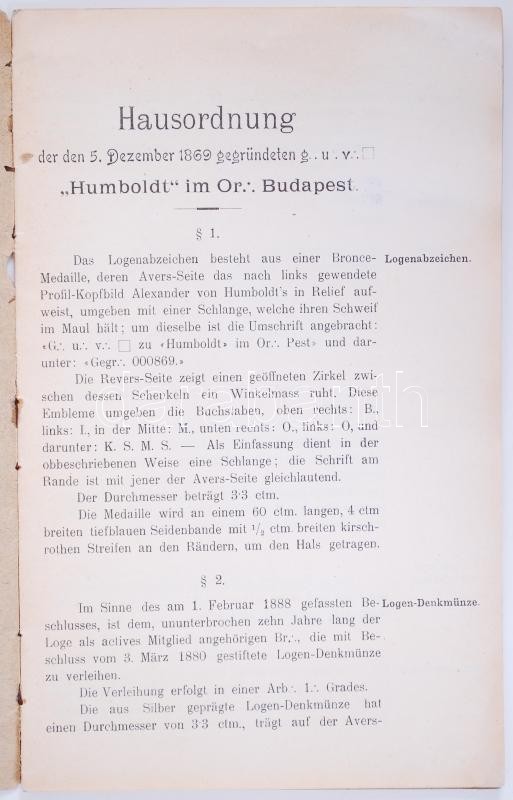 Hausordnung
der den 5. Dezember 1869 gegründeten g.. u.. v.·. □
„Humboldt“ im Or.·. Budapest.
§ 1.
Das Logenabzeichen besteht aus einer Bronce- Logenabzeichen.
Medaille, deren Avers-Seite das nach links gewendete
Profil-Kopfbild Alexander von Humboldt's in Relief auf-
weist, umgeben mit einer Schlange, welche ihren Schweif
im Maul hält; um dieselbe ist die Umschrift angebracht:
«G.·. u.·. v.·. □ zu «Humboldt» im Or.·. Pest» und dar-
unter: «Gegr.·. 000869.»
Die Revers-Seite zeigt einen geöffneten Zirkel zwi-
schen dessen Schenkeln ein Winkelmass ruht. Diese
Embleme umgeben die Buchstaben, oben rechts: B.,
links: I., in der Mitte: M., unten rechts: O., links: O, und
darunter: K. S. M. S. — Als Einfassung dient in der
obbeschriebenen Weise eine Schlange; die Schrift am
Rande ist mit jener der Avers-Seite gleichlautend.
Der Durchmesser beträgt 3·3 ctm.
Die Medaille wird an einem 60 ctm. langen, 4 ctm
breiten tiefblauen Seidenbande mit 1/2 ctm. breiten kirsch-
rothen Streifen an den Rändern, um den Hals getragen.
§ 2.
Im Sinne des am 1. Februar 1888 gefassten Be- Logen-Denkmünze.
schlusses, ist dem, ununterbrochen zehn Jahre lang der
Loge als actives Mitglied angehörigen Br.·., die mit Be-
schluss vom 3. März 1880 gestiftete Logen-Denkmünze
zu verleihen.
Die Verleihung erfolgt in einer Arb.·. I.·. Grades.
Die aus Silber geprägte Logen-Denkmünze hat
einen Durchmesser von 3·3 ctm., trägt auf der Avers-